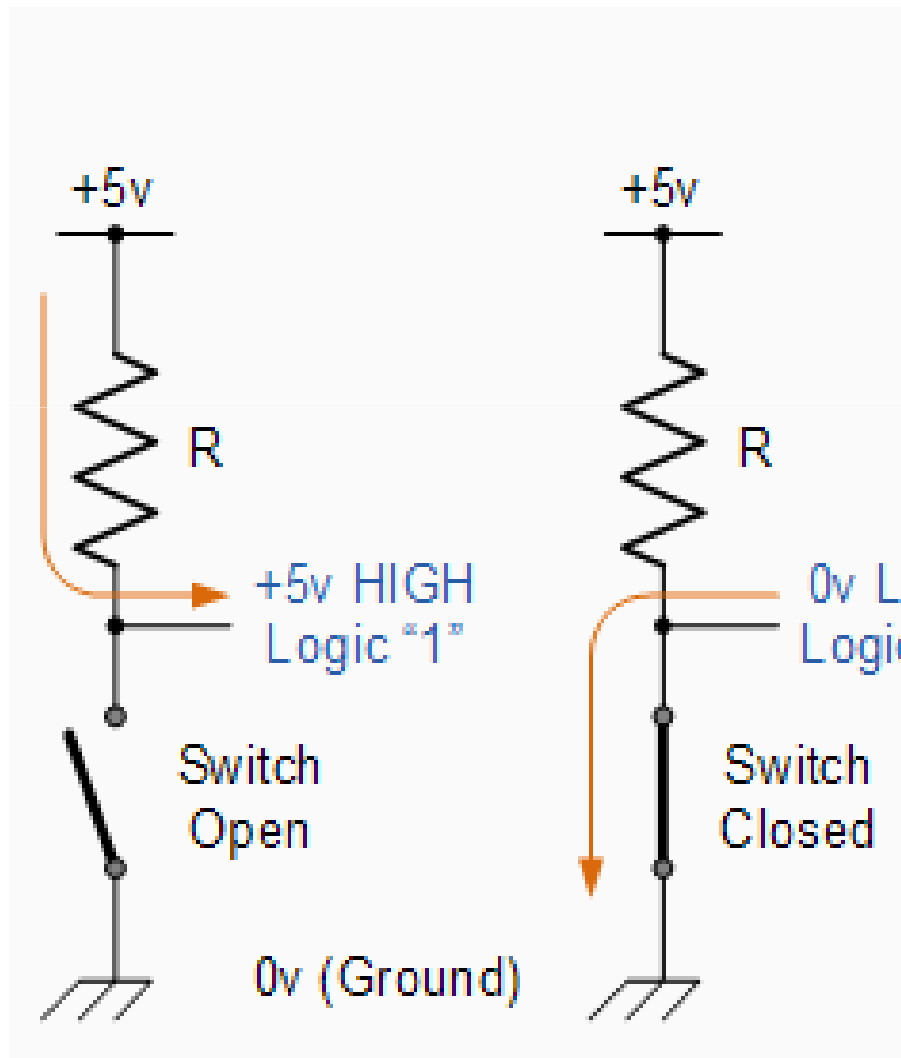 +5v
R
+5v HIGH
Logic “1”
Switch
Open
0v (Ground)
+5v
R
0v L
Switch
Closed